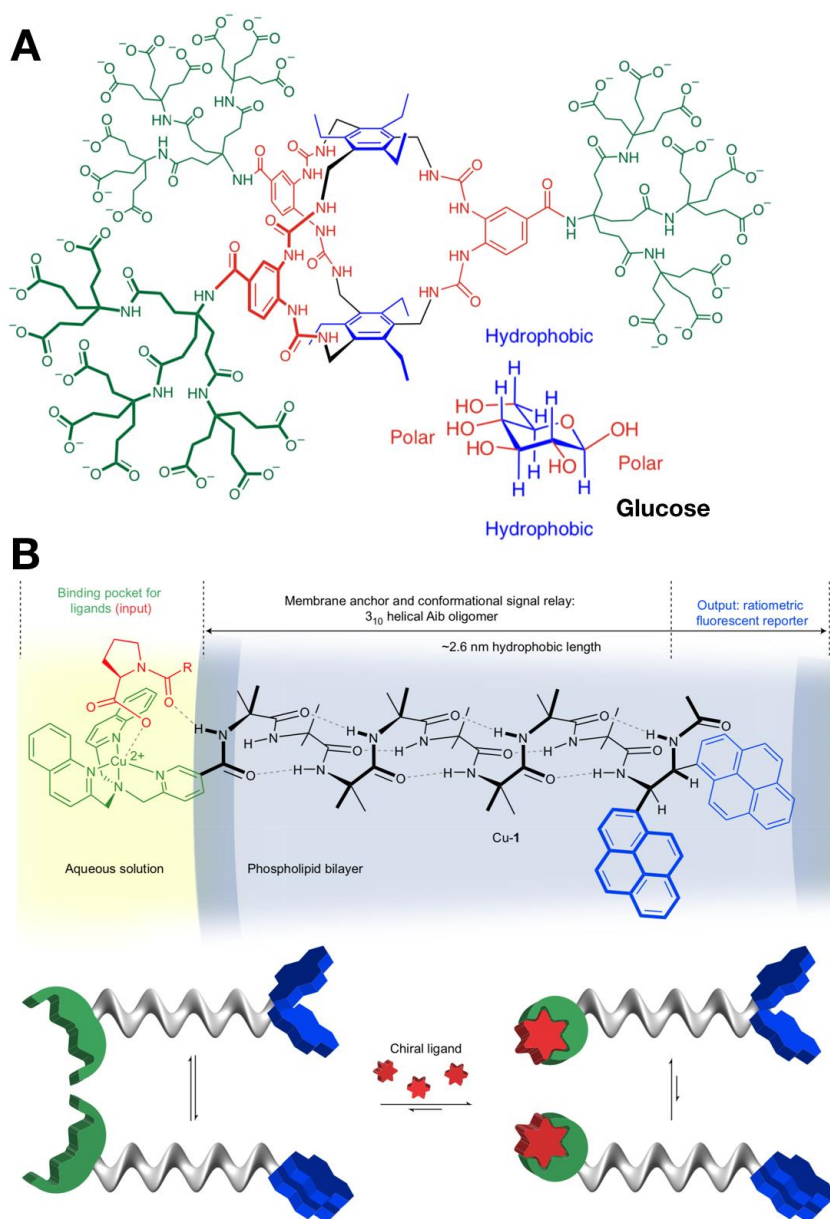 A
Hydrophobic
Polar
Polar
Glucose
Hydrophobic
B
Binding pocket for
ligands (input)
Membrane anchor and conformational signal relay:
3₁₀ helical Aib oligomer
Output: ratiometric
fluorescent reporter
~2.6 nm hydrophobic length
Cu-1
Aqueous solution
Phospholipid bilayer
Chiral ligand